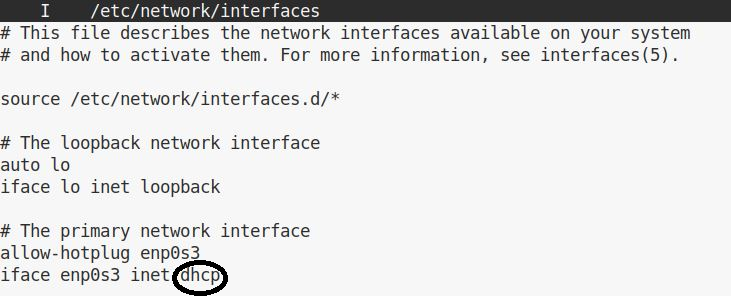 I /etc/network/interfaces
# This file describes the network interfaces available on your system
# and how to activate them. For more information, see interfaces(5).
source /etc/network/interfaces.d/*
# The loopback network interface
auto lo
iface lo inet loopback
# The primary network interface
allow-hotplug enp0s3
iface enp0s3 inet dhcp